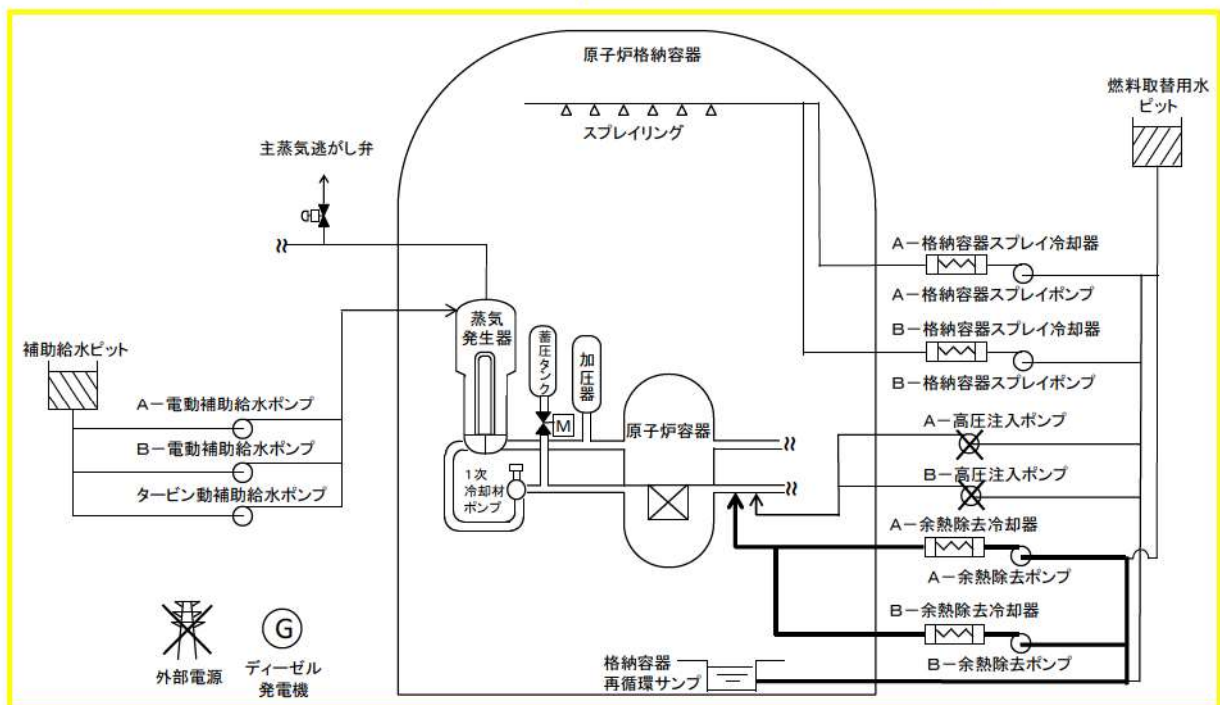 原子炉格納容器
燃料取替用水
ピット
スプレイリング
主蒸気逃がし弁
A－格納容器スプレイ冷却器
A－格納容器スプレイポンプ
蒸気
発生器
蓄圧タンク
加圧器
B－格納容器スプレイ冷却器
B－格納容器スプレイポンプ
補助給水ピット
A－電動補助給水ポンプ
M
原子炉容器
A－高圧注入ポンプ
B－電動補助給水ポンプ
B－高圧注入ポンプ
タービン動補助給水ポンプ
1次
冷却材
ポンプ
A－余熱除去冷却器
A－余熱除去ポンプ
B－余熱除去冷却器
B－余熱除去ポンプ
G
外部電源
ディーゼル
発電機
格納容器
再循環サンプ